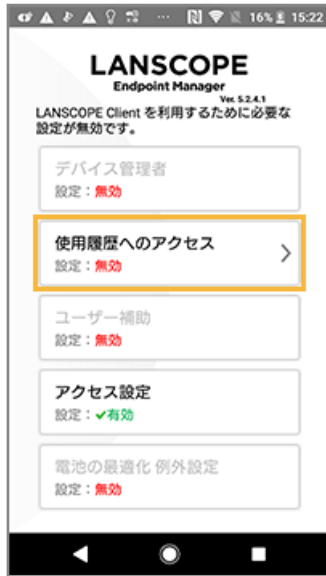 16% 15:22
LANSCOPE
Endpoint Manager
Ver. 5.2.4.1
LANSCOPE Client を利用するために必要な
設定が無効です。
デバイス管理者
設定：無効
使用履歴へのアクセス
設定：無効
ユーザー補助
設定：無効
アクセス設定
設定：✓有効
電池の最適化 例外設定
設定：無効